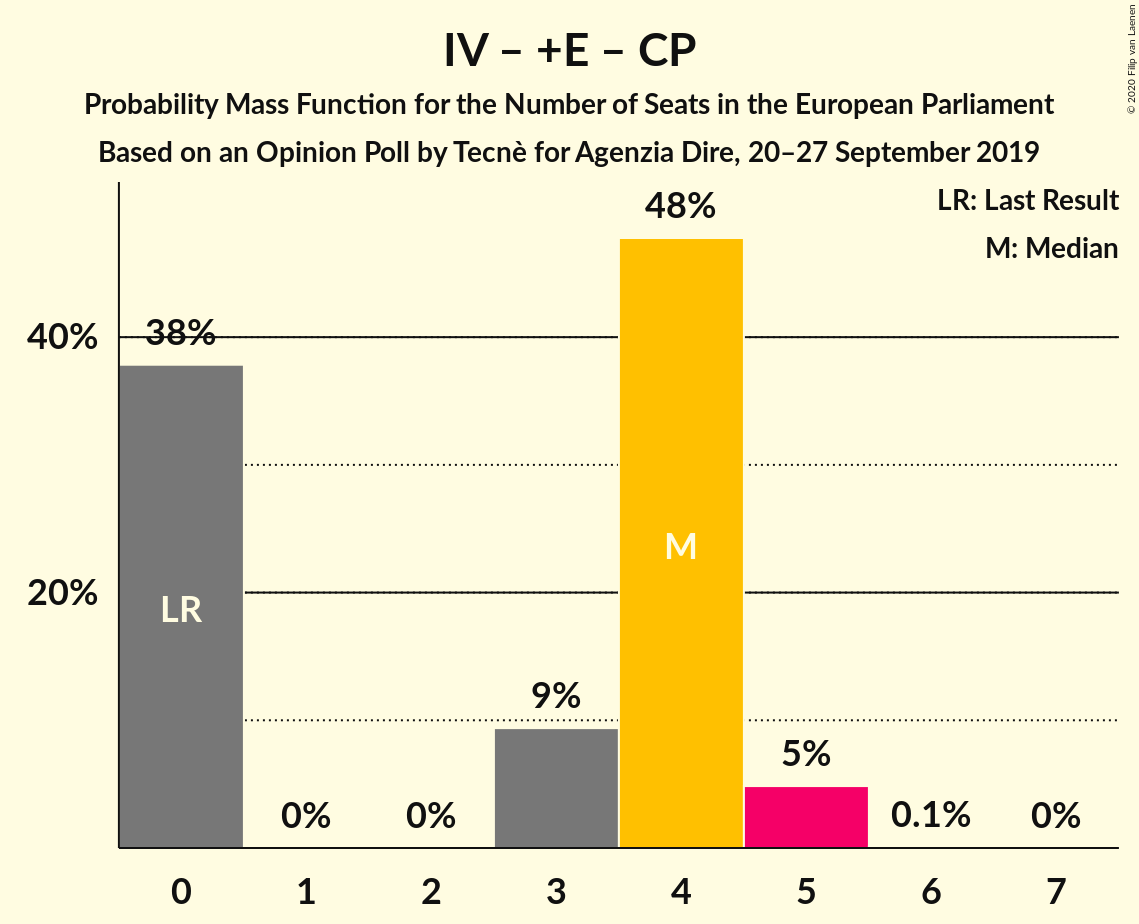 IV – +E – CP
Probability Mass Function for the Number of Seats in the European Parliament
Based on an Opinion Poll by Tecnè for Agenzia Dire, 20–27 September 2019
© 2020 Filip van Laenen
LR: Last Result
M: Median
48%
40%
38%
M
20%
LR
9%
5%
0%
0%
0.1%
0%
0 1 2 3 4 5 6 7